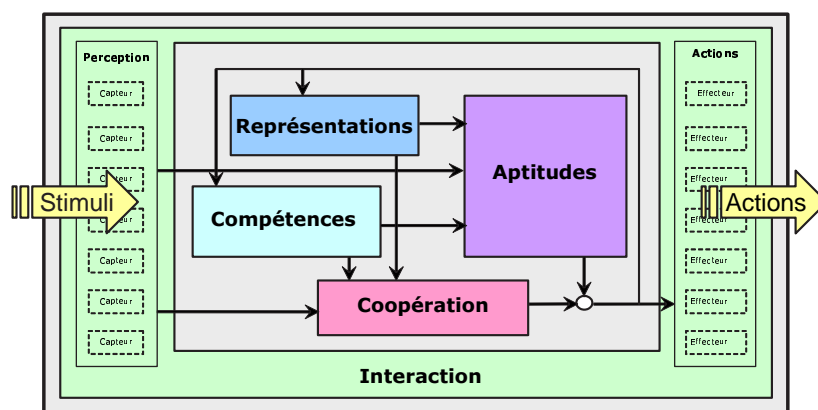 Perception
Capteur
Capteur
Capteur
Capteur
Capteur
Capteur
Capteur
Stimuli
Représentations
Aptitudes
Compétences
Coopération
Interaction
Actions
Effecteur
Effecteur
Effecteur
Effecteur
Effecteur
Effecteur
Effecteur
Actions